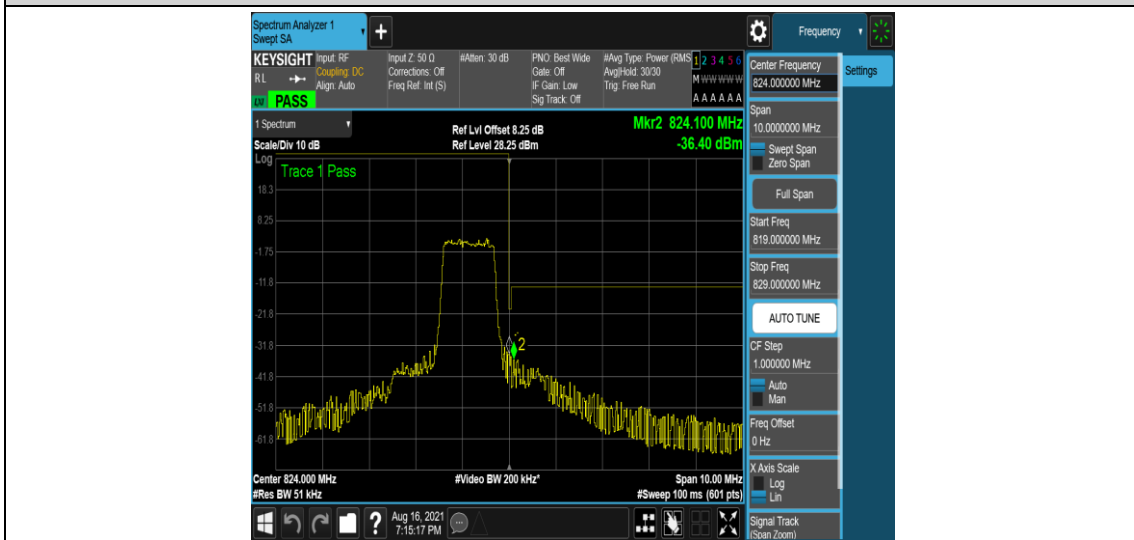 Spectrum Analyzer 1
Swept SA
+
Frequency
KEYSIGHT
RL
PASS
Input: RF
Coupling: DC
Align: Auto
Input Z: 50 Ω
Corrections: Off
Freq Ref: Int (S)
#Atten: 30 dB
PNO: Best Wide
Gate: Off
IF Gain: Low
Sig Track: Off
#Avg Type: Power (RMS
Avg|Hold: 30/30
Trig: Free Run
1 2 3 4 5 6
M W W W W W
A A A A A A
1 Spectrum
Scale/Div 10 dB
Ref Lvl Offset 8.25 dB
Ref Level 28.25 dBm
Mkr2 824.100 MHz
-36.40 dBm
Log
Trace 1 Pass
18.3
8.25
-1.75
-11.8
-21.8
-31.8
-41.8
-51.8
-61.8
2
Center 824.000 MHz
#Res BW 51 kHz
#Video BW 200 kHz*
Span 10.00 MHz
#Sweep 100 ms (601 pts)
?
Aug 16, 2021
7:15:17 PM
Center Frequency
824.000000 MHz
Settings
Span
10.0000000 MHz
Swept Span
Zero Span
Full Span
Start Freq
819.000000 MHz
Stop Freq
829.000000 MHz
AUTO TUNE
CF Step
1.000000 MHz
Auto
Man
Freq Offset
0 Hz
X Axis Scale
Log
Lin
Signal Track
(Span Zoom)